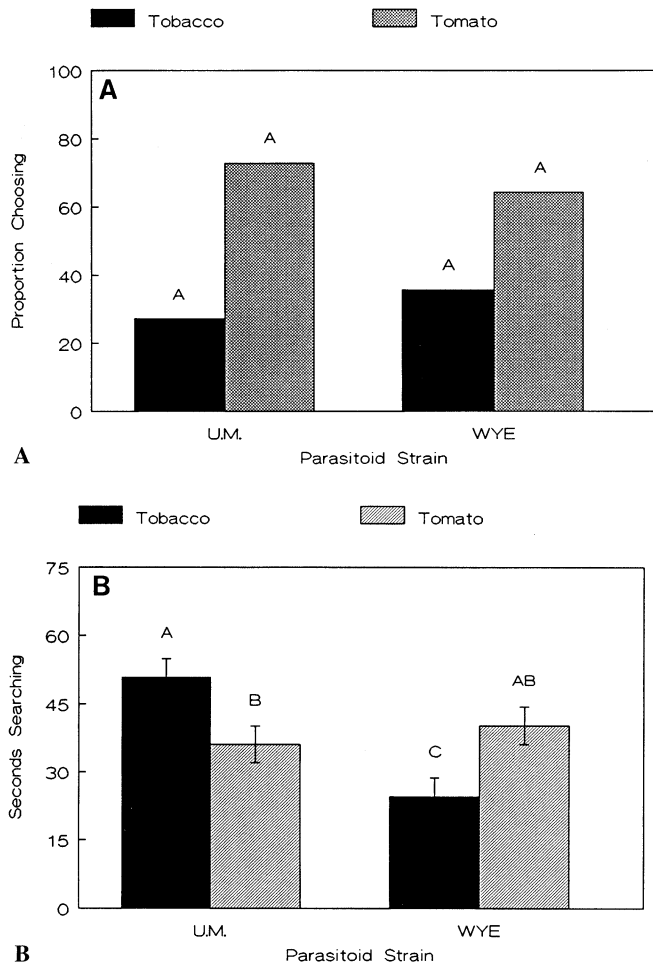 Tobacco Tomato
A
100
80
60
40
20
0
Proportion Choosing
A A A A
U.M. WYE
A Parasitoid Strain
Tobacco Tomato
B
75
60
45
30
15
0
Seconds Searching
A B C AB
U.M. WYE
B Parasitoid Strain